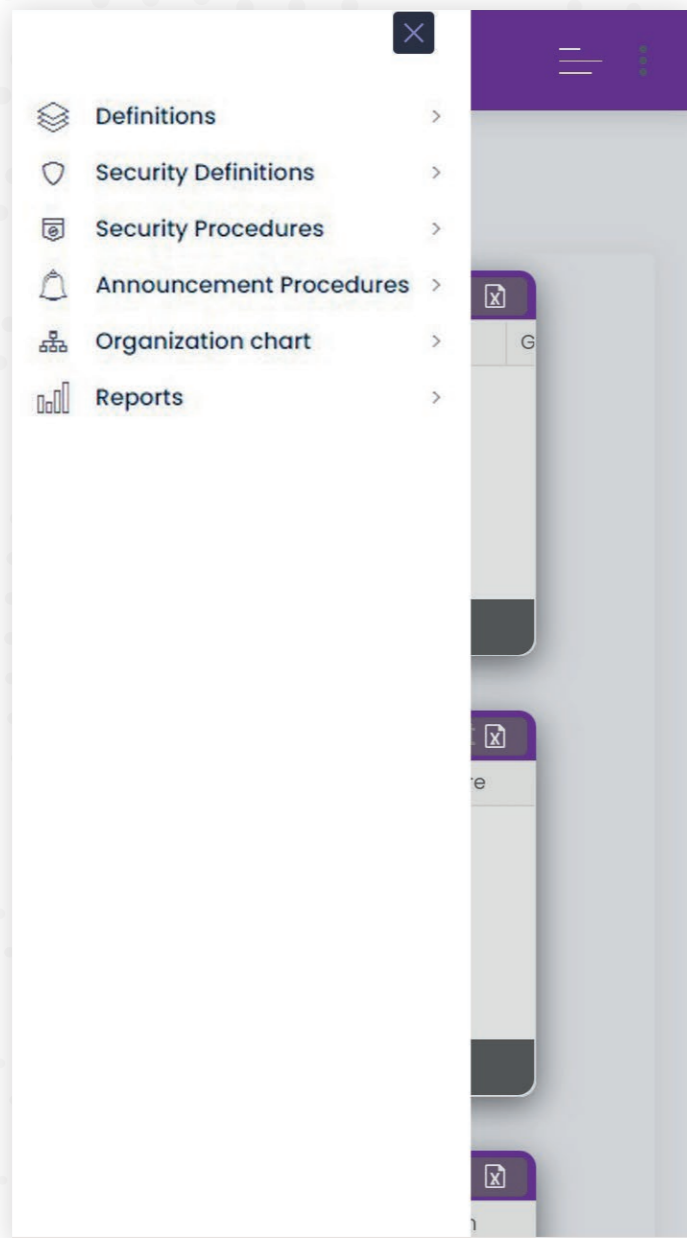 Definitions
Security Definitions
Security Procedures
Announcement Procedures
Organization chart
Reports
G